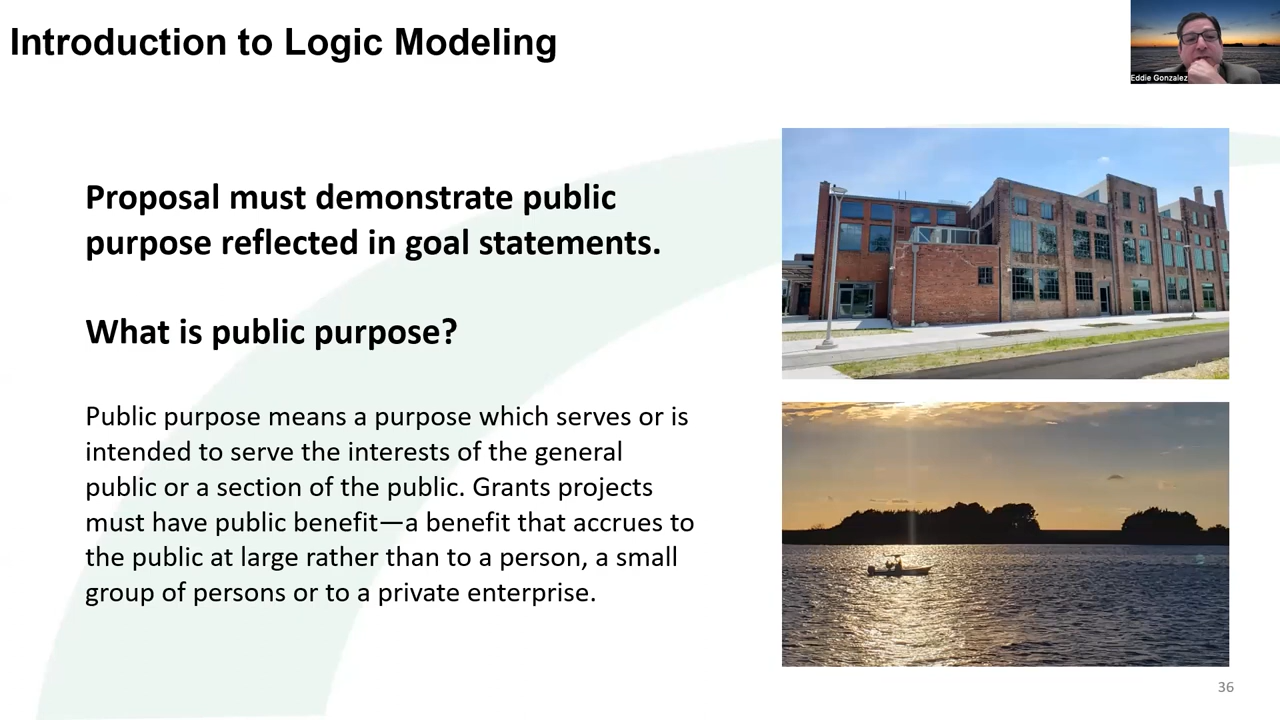 Introduction to Logic Modeling
Eddie Gonzalez
Proposal must demonstrate public
purpose reflected in goal statements.
What is public purpose?
Public purpose means a purpose which serves or is
intended to serve the interests of the general
public or a section of the public. Grants projects
must have public benefit—a benefit that accrues to
the public at large rather than to a person, a small
group of persons or to a private enterprise.
36